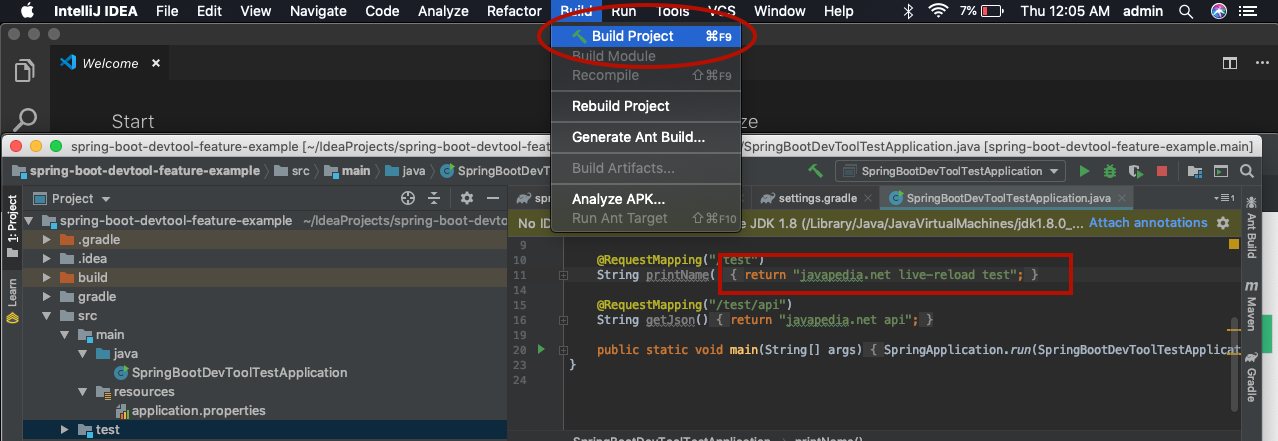 IntelliJ IDEA File Edit View Navigate Code Analyze Refactor Build Run Tools VCS Window Help 7% Thu 12:05 AM admin
Build Project ⌘F9
Welcome
Build Module
Recompile ⇧⌘F9
Start
Rebuild Project
Generate Ant Build...
Build Artifacts...
Analyze APK...
Run Ant Target ⇧⌘F10
spring-boot-devtool-feature-example [~/IdeaProjects/spring-boot-devtool-feature-example
/SpringBootDevToolTestApplication.java [spring-boot-devtool-feature-example.main]
spring-boot-devtool-feature-example src main java SpringBootDevToolTestApplication
Project
settings.gradle SpringBootDevToolTestApplication.java 1
1: Project
Learn
spring-boot-devtool-feature-example ~/IdeaProjects/spring-boot-devto
.gradle
.idea
build
gradle
src
main
java
SpringBootDevToolTestApplication
resources
application.properties
test
JDK 1.8 (/Library/Java/JavaVirtualMachines/jdk1.8.0_... Attach annotations
9
10 @RequestMapping("/test")
11 String printName( { return "javapedia.net live-reload test"; }
14
15 @RequestMapping("/test/api")
16 String getJson() { return "javapedia.net api"; }
19
20 public static void main(String[] args) { SpringApplication.run(SpringBootDevToolTestApplicat
23 }
24
Ant Build
Maven
Gradle
SpringBootDevToolTestApplication printName()